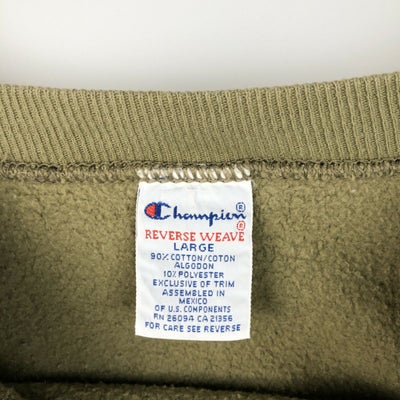 Champion®
REVERSE WEAVE®
LARGE
90% COTTON/COTON
ALGODON
10% POLYESTER
EXCLUSIVE OF TRIM
ASSEMBLED IN
MEXICO
OF U.S. COMPONENTS
RN 26094 CA 21356
FOR CARE SEE REVERSE